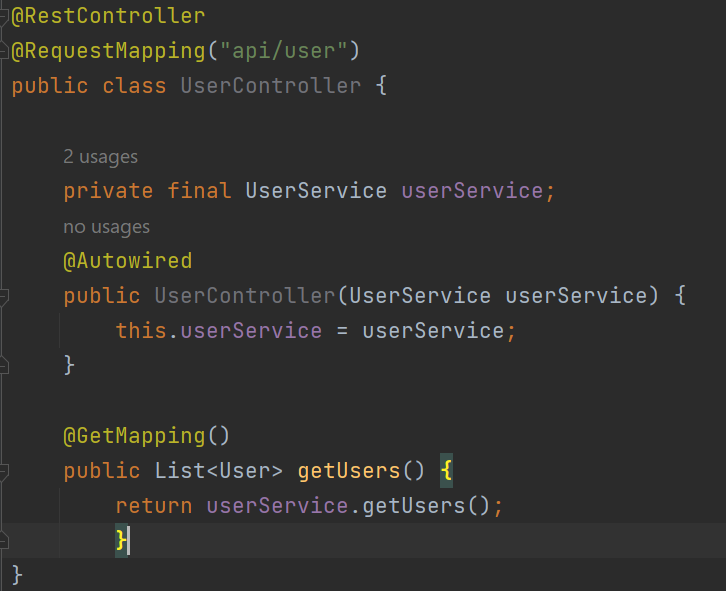 @RestController
@RequestMapping("api/user")
public class UserController {
2 usages
private final UserService userService;
no usages
@Autowired
public UserController(UserService userService) {
this.userService = userService;
}
@GetMapping()
public List<User> getUsers() {
return userService.getUsers();
}
}